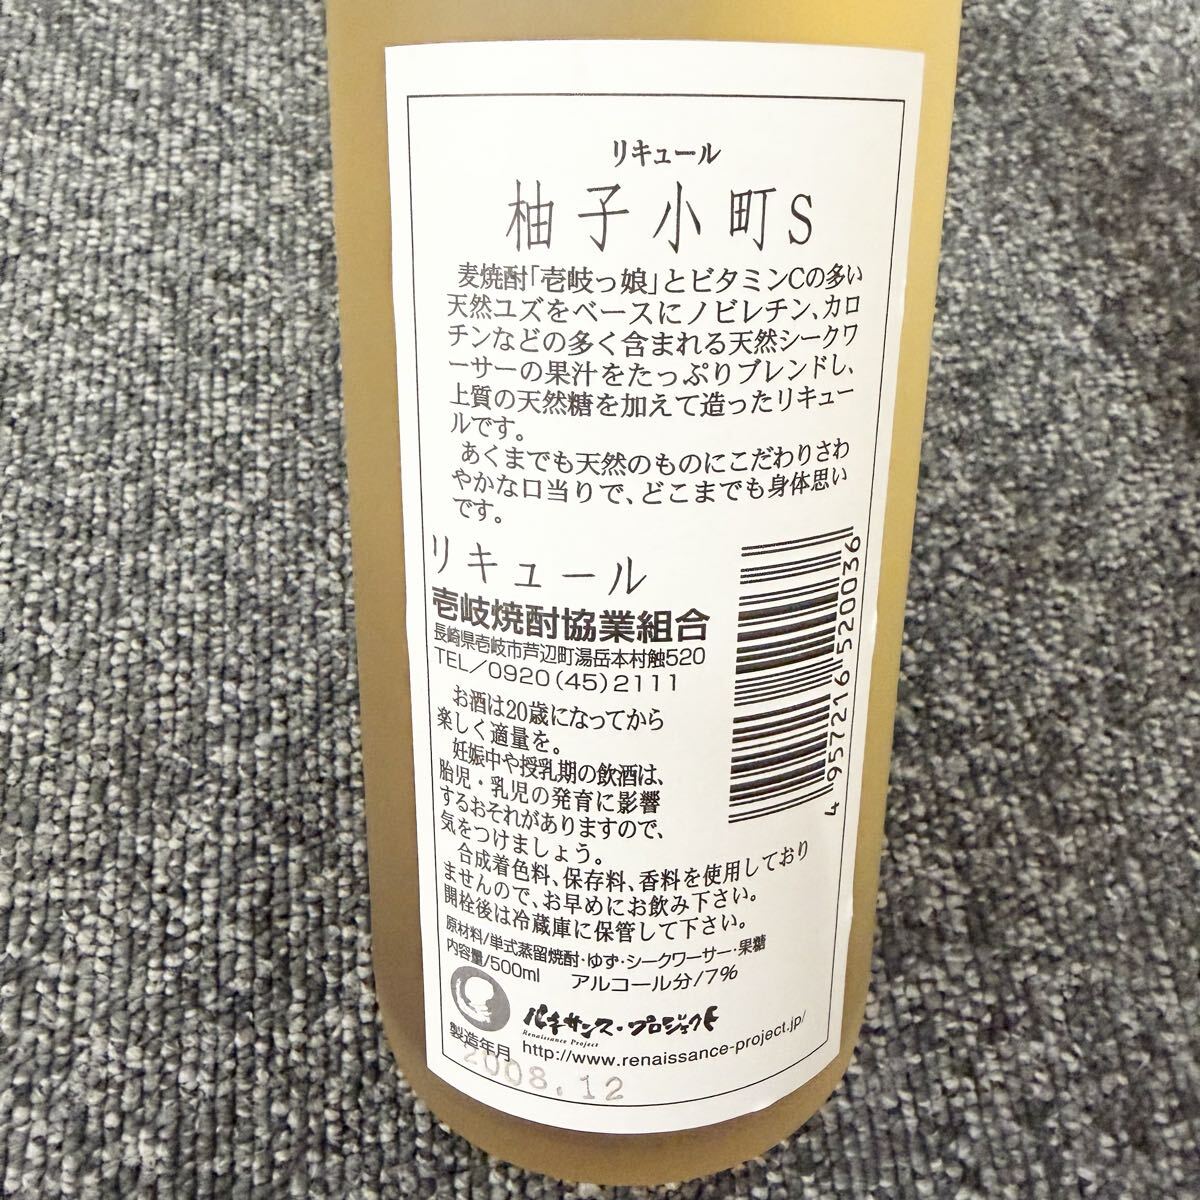 リキュール
柚子小町S
麦焼酎「壱岐っ娘」とビタミンCの多い
天然ユズをベースにノビレチン、カロ
チンなどの多く含まれる天然シークワ
ーサーの果汁をたっぷりブレンドし、
上質の天然糖を加えて造ったリキュー
ルです。
あくまでも天然のものにこだわりさわ
やかな口当りで、どこまでも身体思い
です。
リキュール
壱岐焼酎協業組合
長崎県壱岐市芦辺町湯岳本村触520
TEL／0920(45)2111
お酒は20歳になってから
楽しく適量を。
妊娠中や授乳期の飲酒は、
胎児・乳児の発育に影響
するおそれがありますので、
気をつけましょう。
合成着色料、保存料、香料を使用しており
ませんので、お早めにお飲み下さい。
開栓後は冷蔵庫に保管して下さい。
原材料/単式蒸留焼酎・ゆず・シークワーサー・果糖
内容量/500ml アルコール分/7%
ルネサンス・プロジェクト
Renaissance Project
http://www.renaissance-project.jp/
製造年月
2008.12
4957216520036